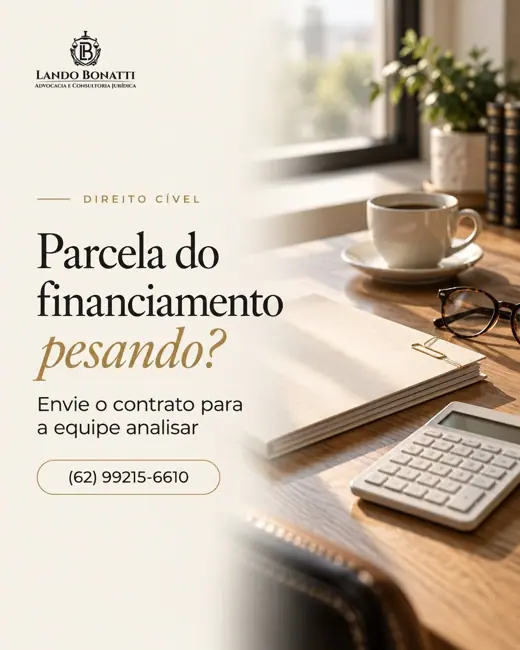 LB
LANDO BONATTI
ADVOCACIA E CONSULTORIA JURÍDICA
DIREITO CÍVEL
Parcela do
financiamento
pesando?
Envie o contrato para
a equipe analisar
(62) 99215-6610